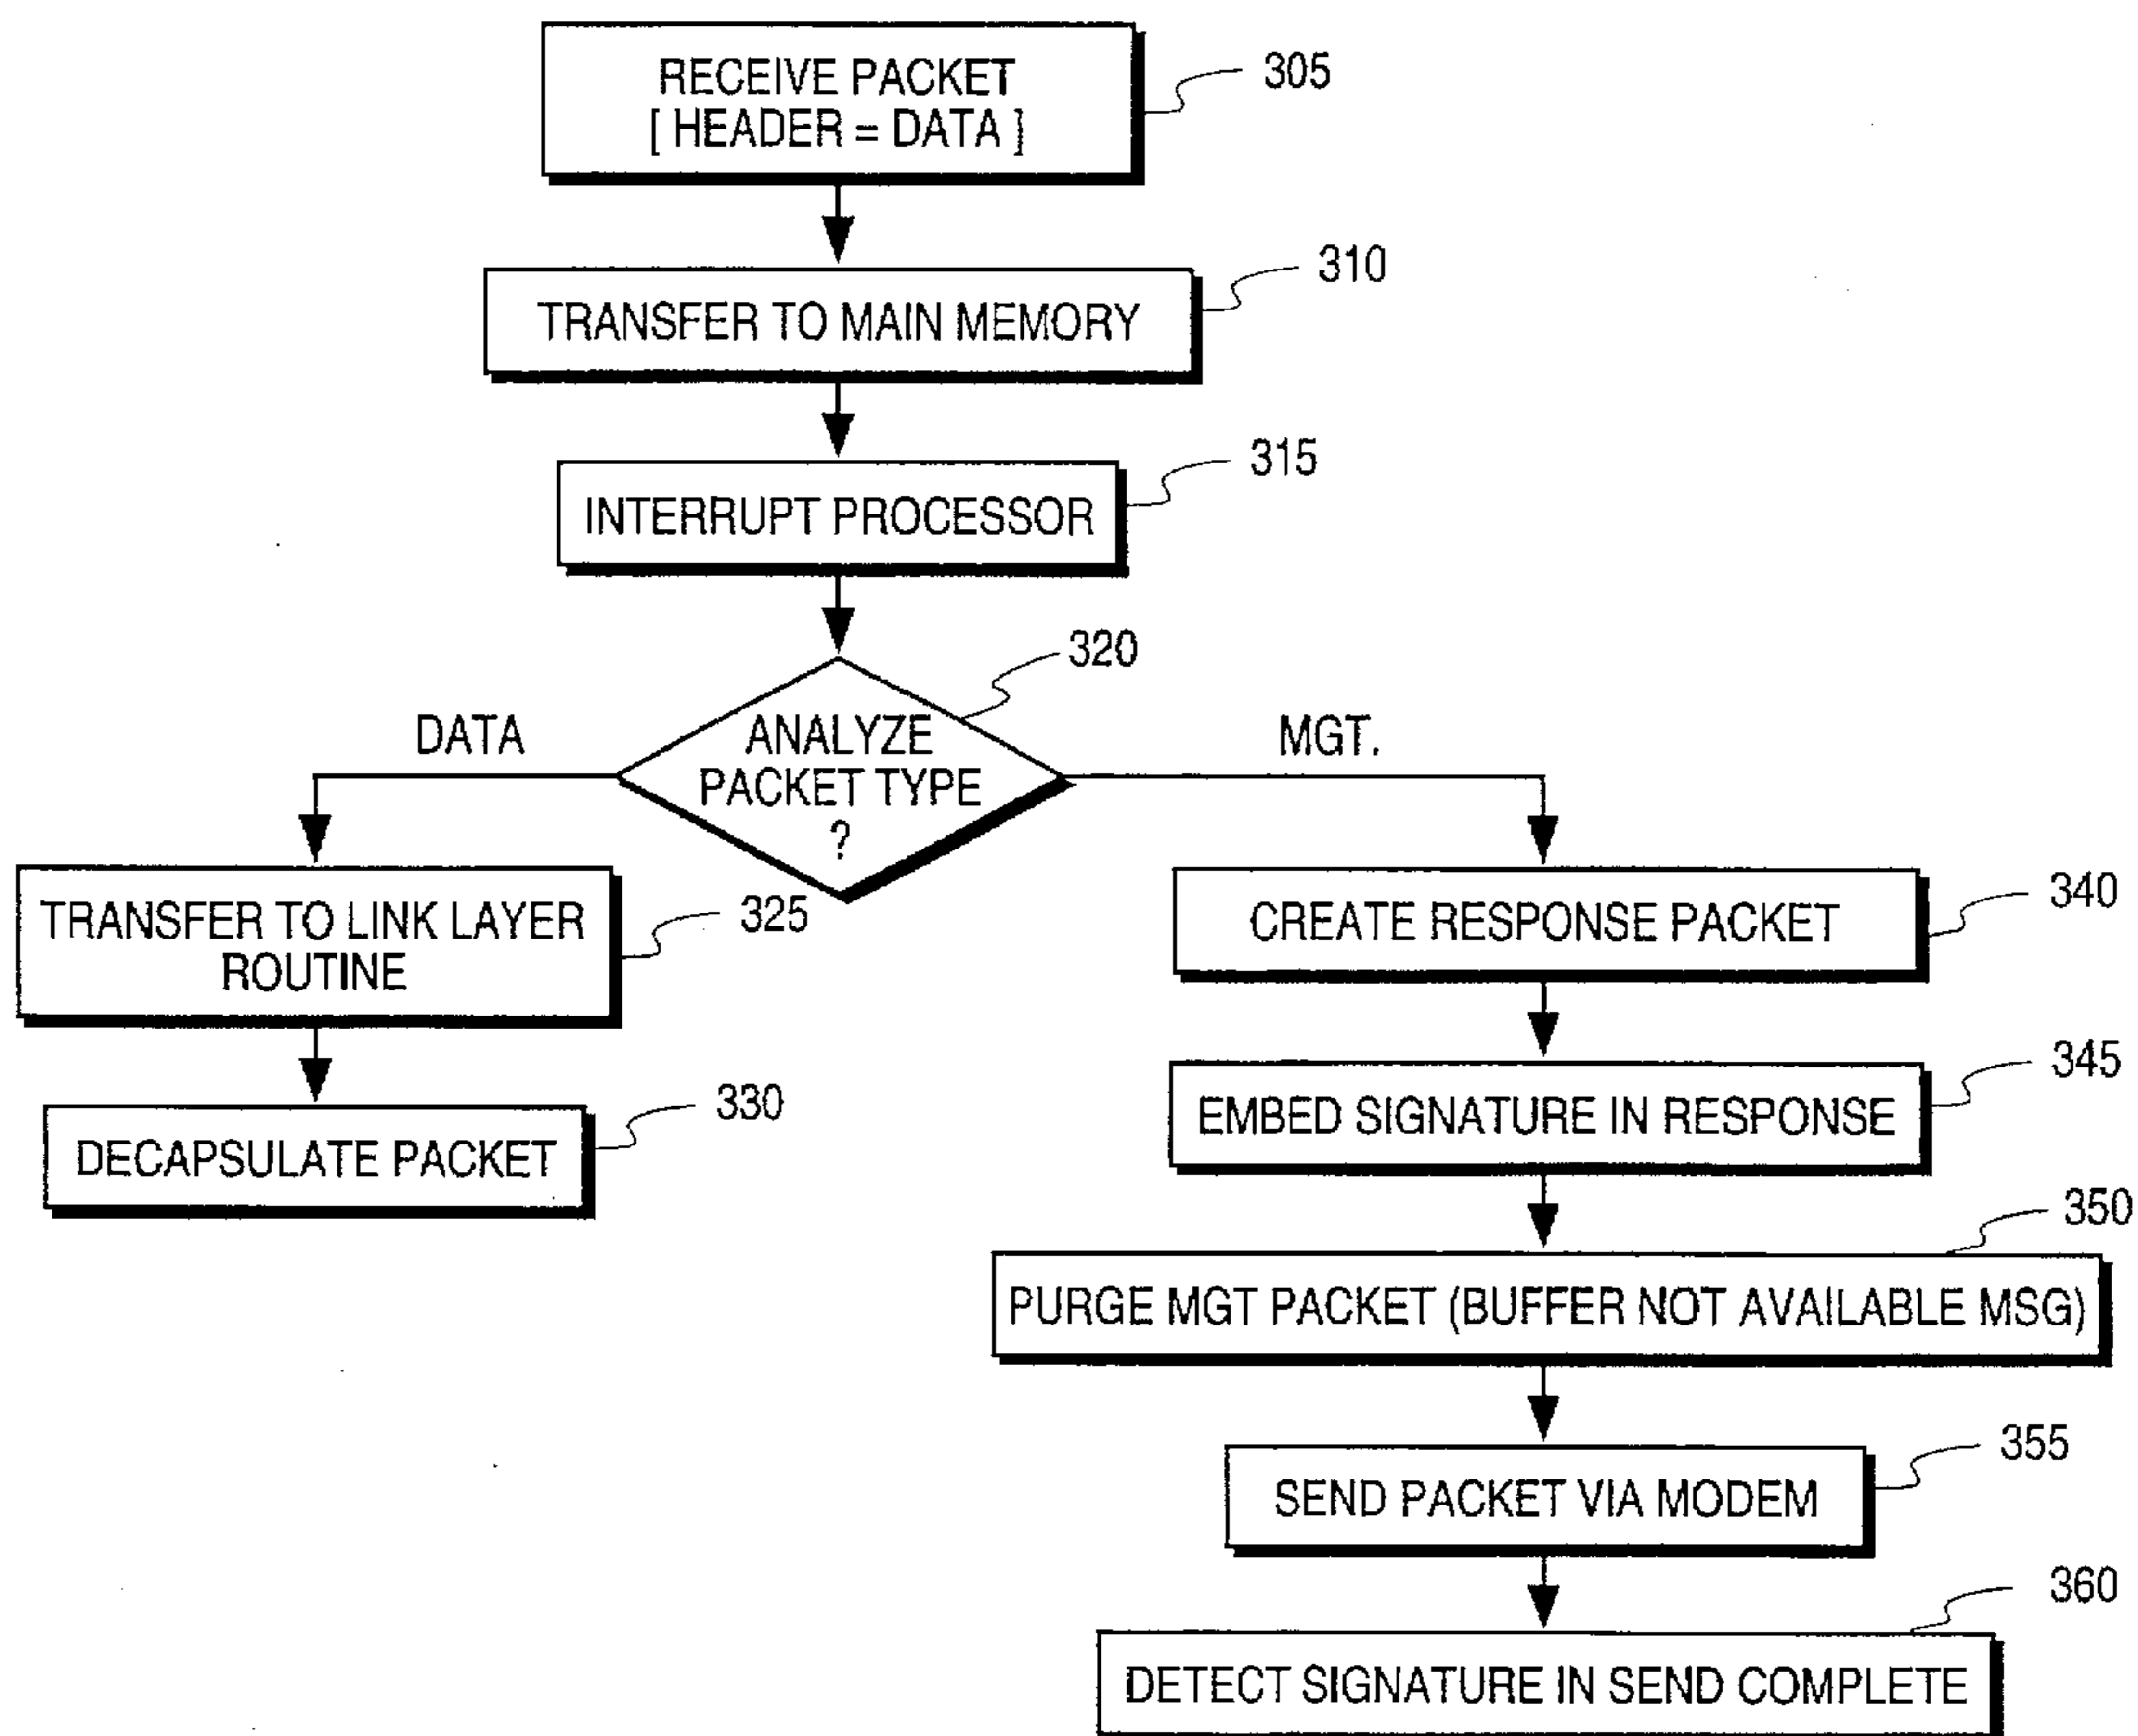 RECEIVE PACKET
[ HEADER = DATA ]
305
TRANSFER TO MAIN MEMORY
310
INTERRUPT PROCESSOR
315
320
ANALYZE
PACKET TYPE
?
DATA
MGT.
TRANSFER TO LINK LAYER
ROUTINE
325
DECAPSULATE PACKET
330
CREATE RESPONSE PACKET
340
EMBED SIGNATURE IN RESPONSE
345
PURGE MGT PACKET (BUFFER NOT AVAILABLE MSG)
350
SEND PACKET VIA MODEM
355
DETECT SIGNATURE IN SEND COMPLETE
360